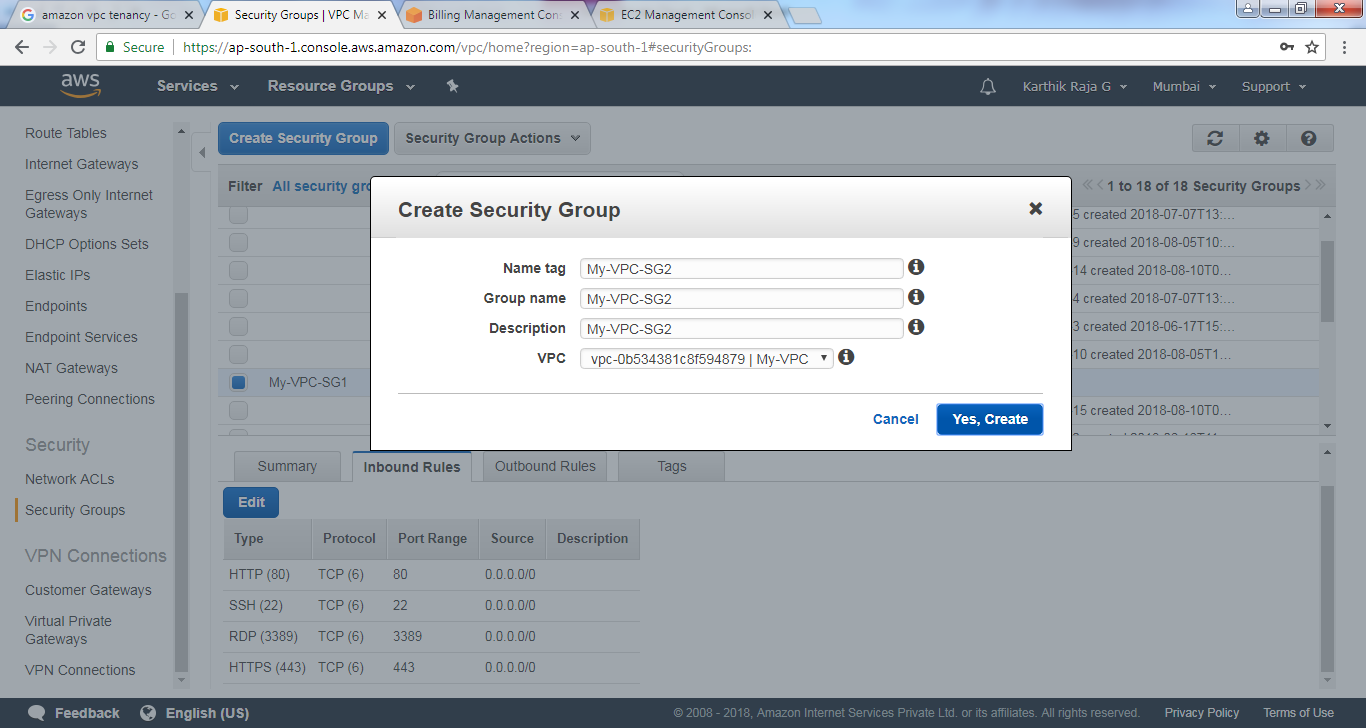 amazon vpc tenancy - Go
Security Groups | VPC Ma
Billing Management Cons
EC2 Management Consol
Secure https://ap-south-1.console.aws.amazon.com/vpc/home?region=ap-south-1#securityGroups:
aws Services Resource Groups Karthik Raja G Mumbai Support
Route Tables
Internet Gateways
Egress Only Internet
Gateways
DHCP Options Sets
Elastic IPs
Endpoints
Endpoint Services
NAT Gateways
Peering Connections
Security
Network ACLs
Security Groups
VPN Connections
Customer Gateways
Virtual Private
Gateways
VPN Connections
Create Security Group Security Group Actions
Filter All security gro
1 to 18 of 18 Security Groups
5 created 2018-07-07T13:...
9 created 2018-08-05T10:...
14 created 2018-08-10T0...
4 created 2018-07-07T13:...
3 created 2018-06-17T15:...
10 created 2018-08-05T1...
My-VPC-SG1
15 created 2018-08-10T0...
Create Security Group
Name tag My-VPC-SG2
Group name My-VPC-SG2
Description My-VPC-SG2
VPC vpc-0b534381c8f594879 | My-VPC
Cancel Yes, Create
Summary Inbound Rules Outbound Rules Tags
Edit
Type Protocol Port Range Source Description
HTTP (80) TCP (6) 80 0.0.0.0/0
SSH (22) TCP (6) 22 0.0.0.0/0
RDP (3389) TCP (6) 3389 0.0.0.0/0
HTTPS (443) TCP (6) 443 0.0.0.0/0
Feedback English (US) © 2008 - 2018, Amazon Internet Services Private Ltd. or its affiliates. All rights reserved. Privacy Policy Terms of Use